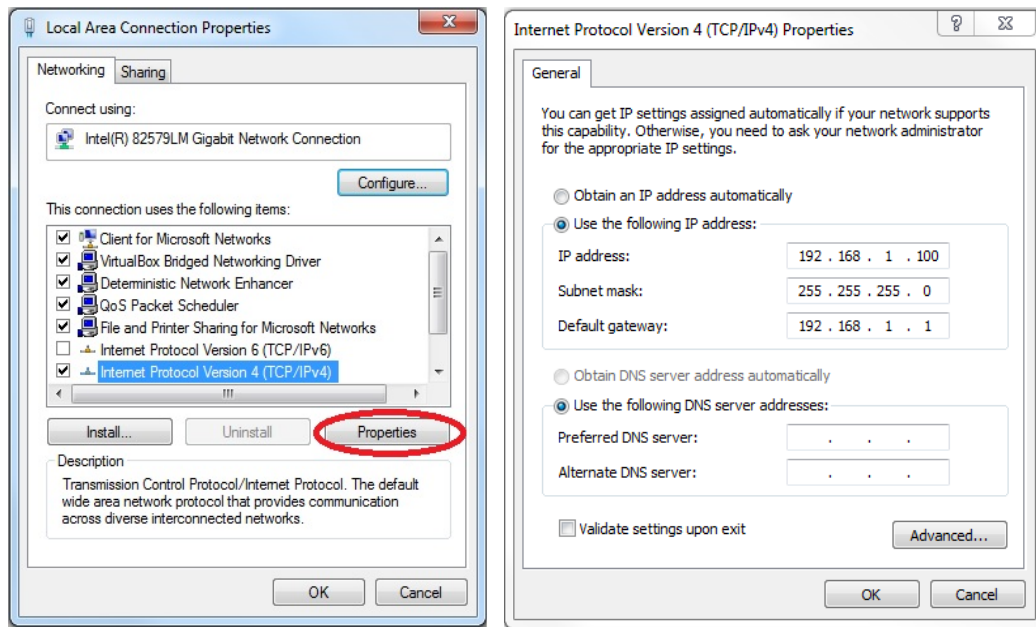 Local Area Connection Properties
Networking
Sharing
Connect using:
Intel(R) 82579LM Gigabit Network Connection
Configure...
This connection uses the following items:
Client for Microsoft Networks
VirtualBox Bridged Networking Driver
Deterministic Network Enhancer
QoS Packet Scheduler
File and Printer Sharing for Microsoft Networks
Internet Protocol Version 6 (TCP/IPv6)
Internet Protocol Version 4 (TCP/IPv4)
Install...
Uninstall
Properties
Description
Transmission Control Protocol/Internet Protocol. The default
wide area network protocol that provides communication
across diverse interconnected networks.
OK
Cancel
Internet Protocol Version 4 (TCP/IPv4) Properties
General
You can get IP settings assigned automatically if your network supports
this capability. Otherwise, you need to ask your network administrator
for the appropriate IP settings.
Obtain an IP address automatically
Use the following IP address:
IP address: 192 . 168 . 1 . 100
Subnet mask: 255 . 255 . 255 . 0
Default gateway: 192 . 168 . 1 . 1
Obtain DNS server address automatically
Use the following DNS server addresses:
Preferred DNS server: . . .
Alternate DNS server: . . .
Validate settings upon exit
Advanced...
OK
Cancel